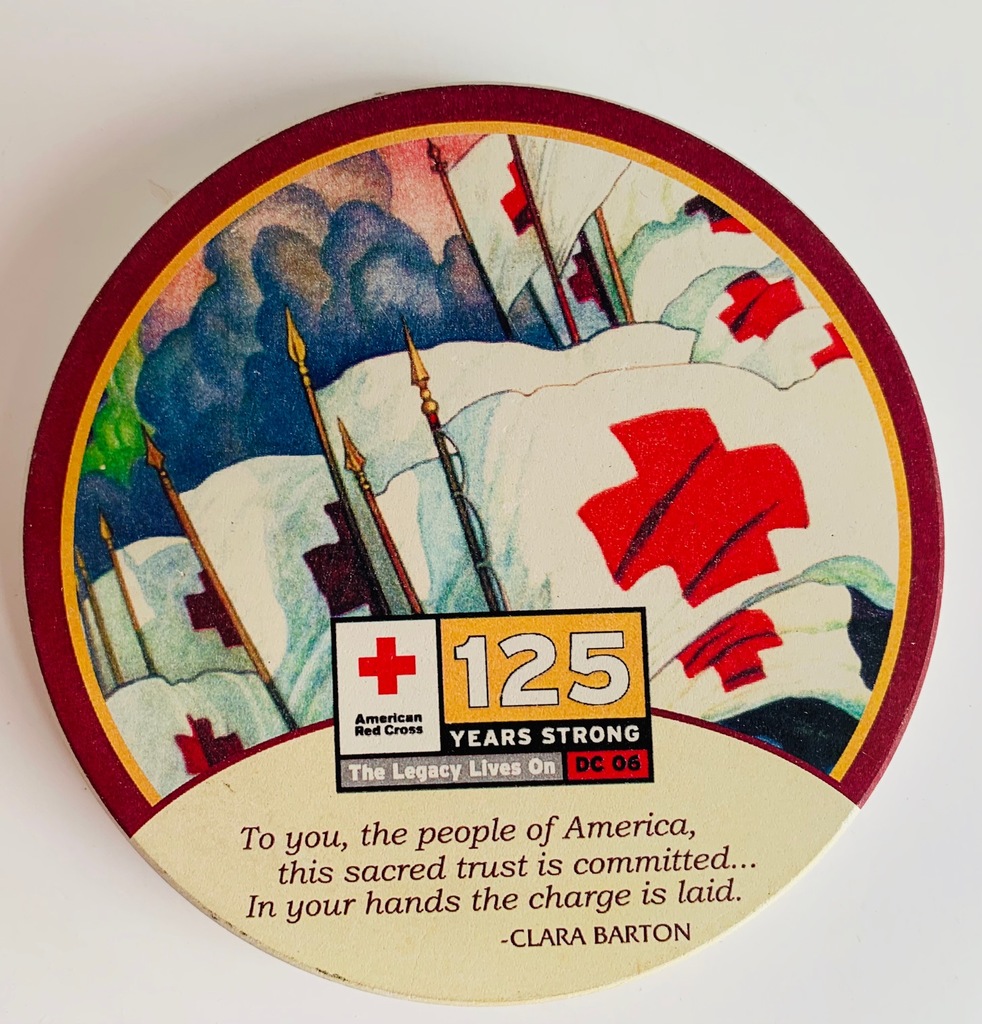 American
Red Cross
125
YEARS STRONG
The Legacy Lives On
DC 06
To you, the people of America,
this sacred trust is committed...
In your hands the charge is laid.
-CLARA BARTON